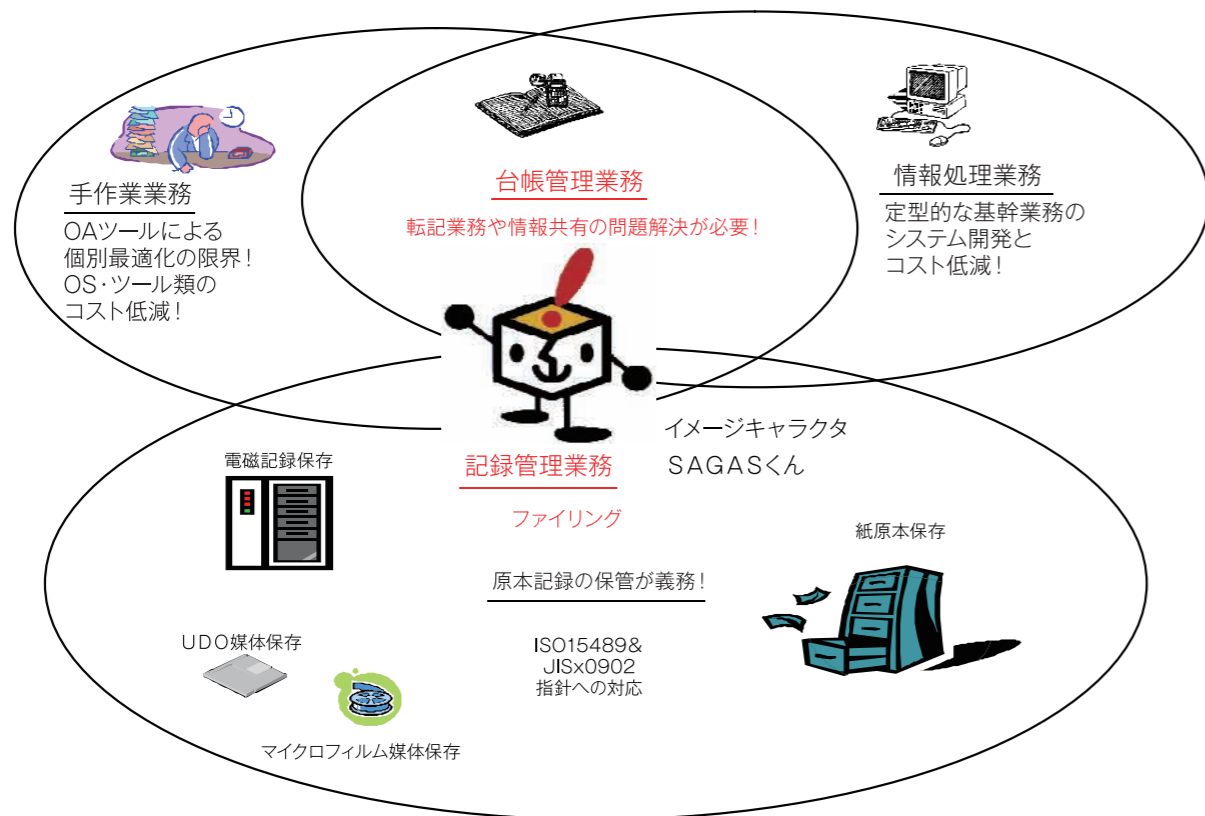 台帳管理業務
転記業務や情報共有の問題解決が必要！
手作業業務
OAツールによる
個別最適化の限界！
OS・ツール類の
コスト低減！
情報処理業務
定型的な基幹業務の
システム開発と
コスト低減！
イメージキャラクタ
SAGASくん
記録管理業務
ファイリング
電磁記録保存
紙原本保存
原本記録の保管が義務！
UDO媒体保存
ISO15489&
JISx0902
指針への対応
マイクロフィルム媒体保存